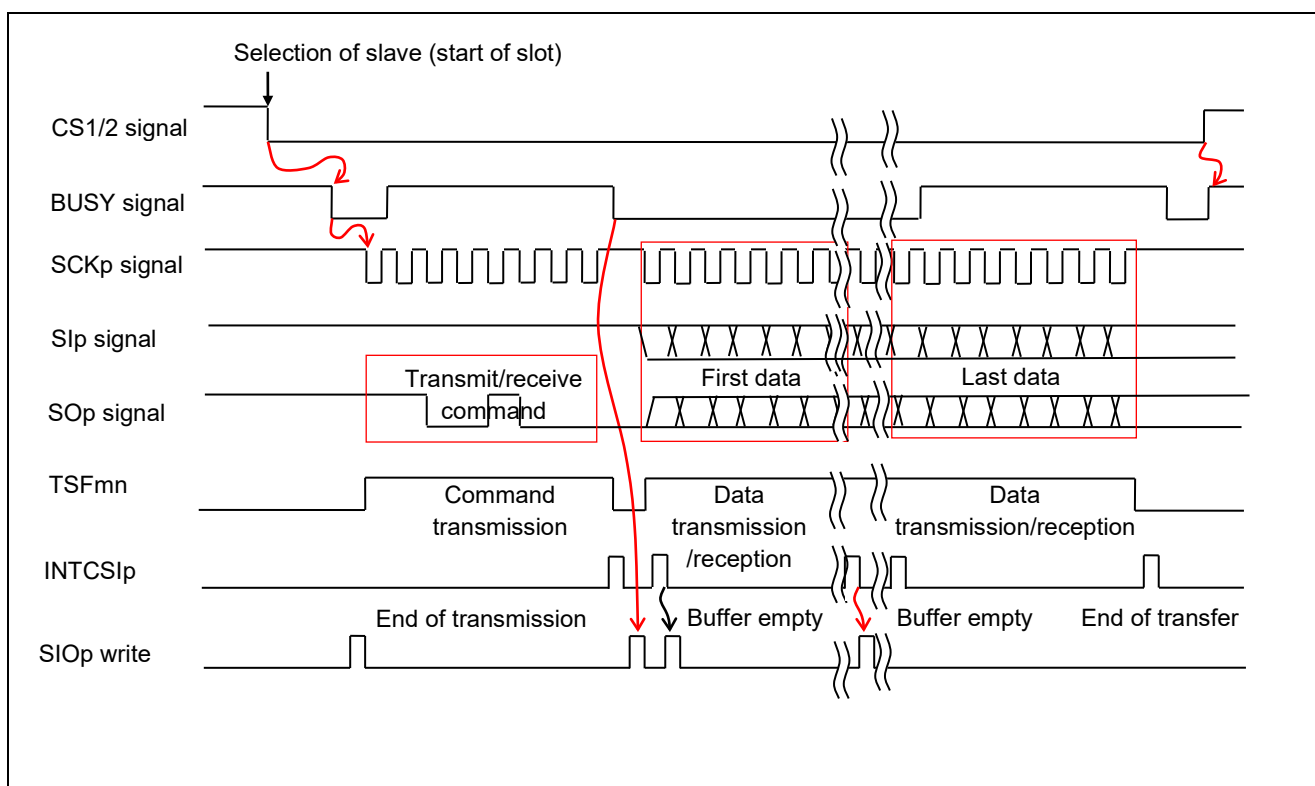 Selection of slave (start of slot)
CS1/2 signal
BUSY signal
SCKp signal
SIp signal
Transmit/receive
command
First data
Last data
SOp signal
TSFmn
Command
transmission
Data
transmission
/reception
Data
transmission/reception
INTCSIp
End of transmission
Buffer empty
Buffer empty
End of transfer
SIOp write